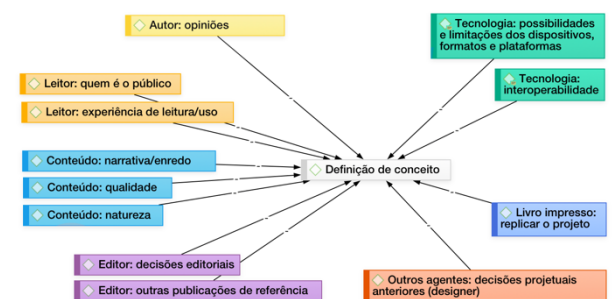 Autor: opiniões
Tecnologia: possibilidades
e limitações dos dispositivos,
formatos e plataformas
Leitor: quem é o público
Tecnologia:
interoperabilidade
Leitor: experiência de leitura/uso
Conteúdo: narrativa/enredo
Definição de conceito
Conteúdo: qualidade
Conteúdo: natureza
Livro impresso:
replicar o projeto
Editor: decisões editoriais
Outros agentes: decisões projetuais
anteriores (designer)
Editor: outras publicações de referência